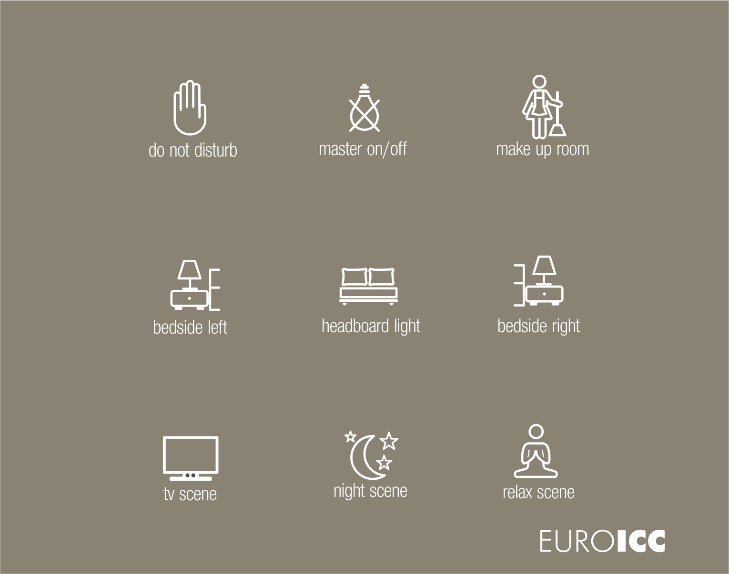 do not disturb
master on/off
make up room
bedside left
headboard light
bedside right
tv scene
night scene
relax scene
EUROICC